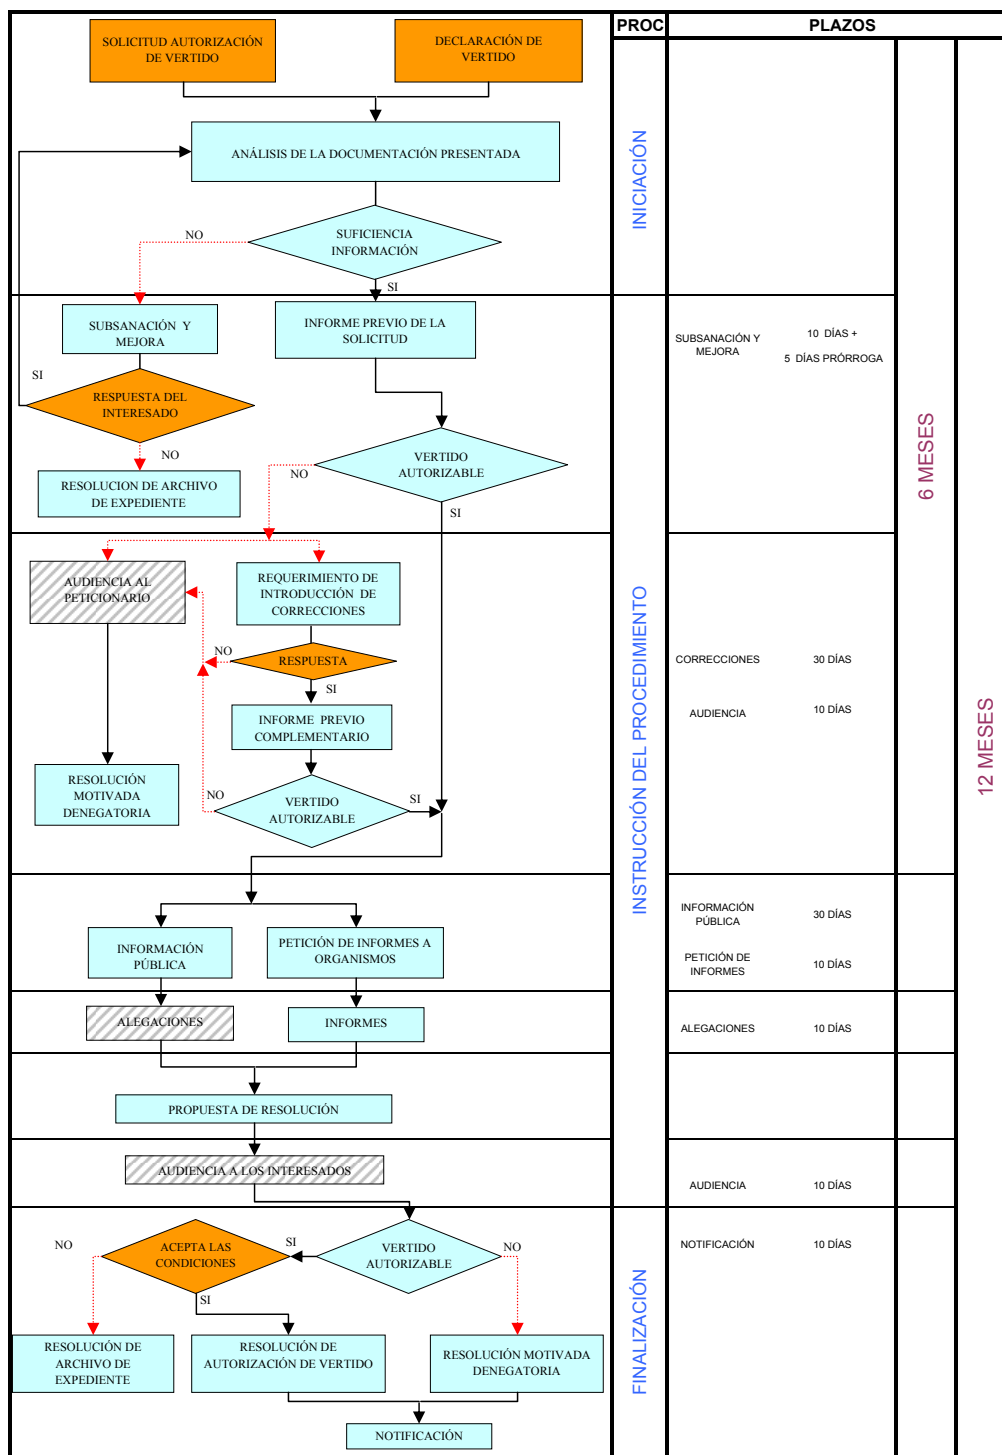 PROC
PLAZOS
SOLICITUD AUTORIZACIÓN
DE VERTIDO
DECLARACIÓN DE
VERTIDO
ANÁLISIS DE LA DOCUMENTACIÓN PRESENTADA
SUFICIENCIA
INFORMACIÓN
NO
SI
INICIACIÓN
SUBSANACIÓN Y
MEJORA
INFORME PREVIO DE LA
SOLICITUD
SI
RESPUESTA DEL
INTERESADO
NO
RESOLUCION DE ARCHIVO
DE EXPEDIENTE
VERTIDO
AUTORIZABLE
NO
SI
SUBSANACIÓN Y
MEJORA
10 DÍAS +
5 DÍAS PRÓRROGA
6 MESES
12 MESES
AUDIENCIA AL
PETICIONARIO
REQUERIMIENTO DE
INTRODUCCIÓN DE
CORRECCIONES
NO
RESPUESTA
SI
INFORME PREVIO
COMPLEMENTARIO
RESOLUCIÓN
MOTIVADA
DENEGATORIA
NO
VERTIDO
AUTORIZABLE
SI
INSTRUCCIÓN DEL PROCEDIMIENTO
CORRECCIONES
30 DÍAS
AUDIENCIA
10 DÍAS
INFORMACIÓN
PÚBLICA
PETICIÓN DE INFORMES A
ORGANISMOS
INFORMACIÓN
PÚBLICA
30 DÍAS
PETICIÓN DE
INFORMES
10 DÍAS
ALEGACIONES
INFORMES
ALEGACIONES
10 DÍAS
PROPUESTA DE RESOLUCIÓN
AUDIENCIA A LOS INTERESADOS
AUDIENCIA
10 DÍAS
NO
ACEPTA LAS
CONDICIONES
SI
VERTIDO
AUTORIZABLE
NO
SI
NOTIFICACIÓN
10 DÍAS
FINALIZACIÓN
RESOLUCIÓN DE
ARCHIVO DE
EXPEDIENTE
RESOLUCIÓN DE
AUTORIZACIÓN DE VERTIDO
RESOLUCIÓN MOTIVADA
DENEGATORIA
NOTIFICACIÓN